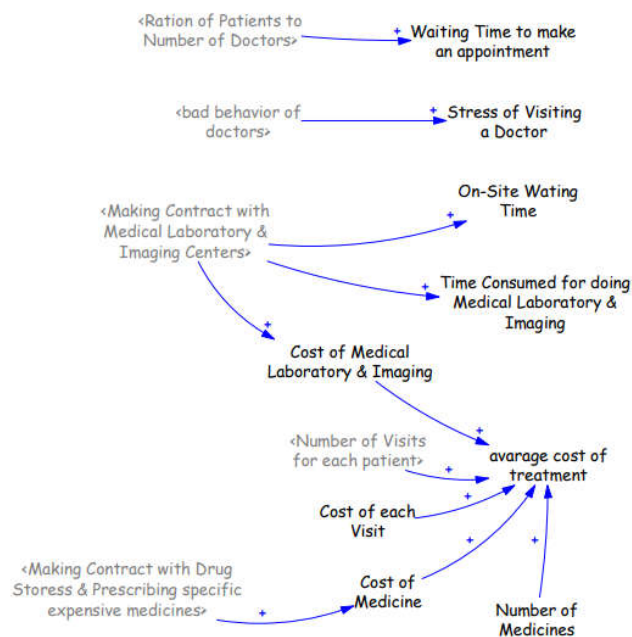 <Ration of Patients to
Number of Doctors>
+
Waiting Time to make
an appointment
<bad behavior of
doctors>
+
Stress of Visiting
a Doctor
<Making Contract with
Medical Laboratory &
Imaging Centers>
+
On-Site Wating
Time
+
Time Consumed for doing
Medical Laboratory &
Imaging
+
Cost of Medical
Laboratory & Imaging
+
<Number of Visits
for each patient>
+
avarage cost of
treatment
Cost of each
Visit
+
<Making Contract with Drug
Storess & Prescribing specific
expensive medicines>
+
Cost of
Medicine
+
+
Number of
Medicines